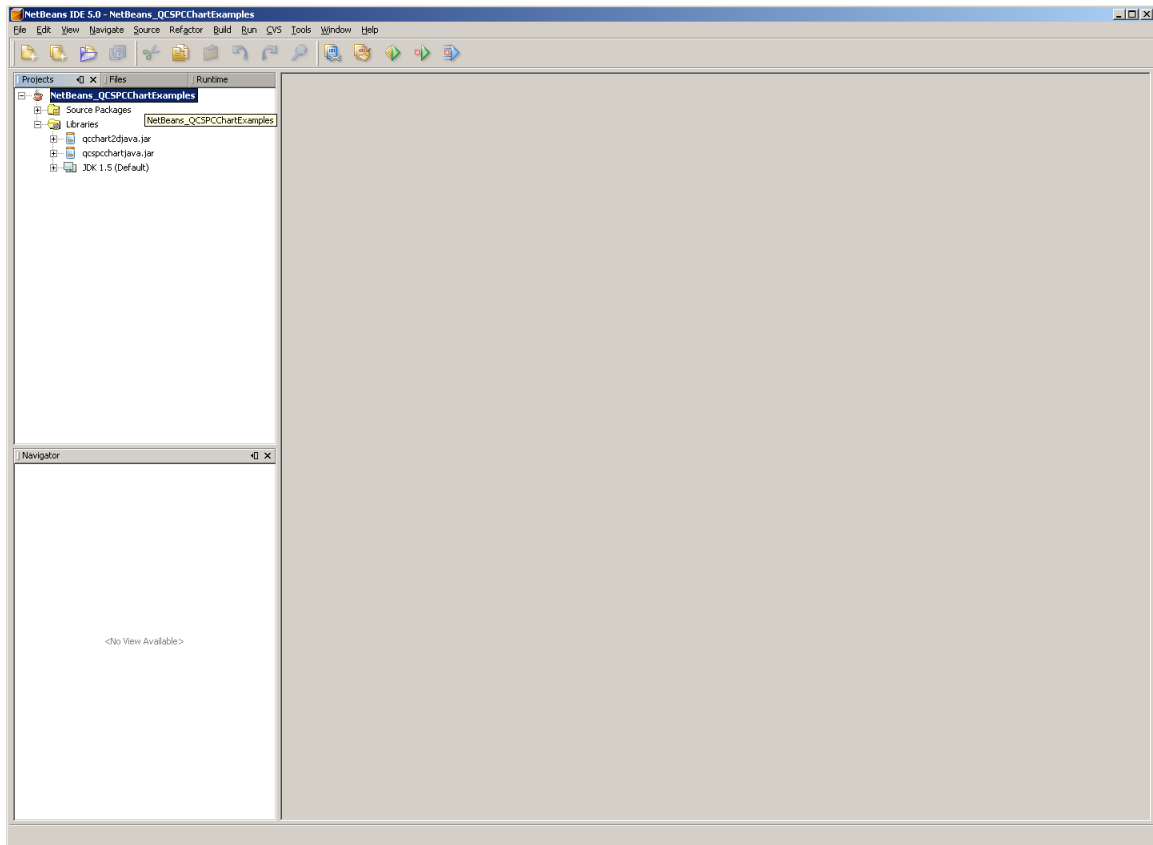 NetBeans IDE 5.0 - NetBeans_QCSPCChartExamples
File Edit View Navigate Source Refactor Build Run CVS Tools Window Help
Projects Files Runtime
NetBeans_QCSPCChartExamples
Source Packages
NetBeans_QCSPCChartExamples
Libraries
qcchart2djava.jar
qcspcchartjava.jar
JDK 1.5 (Default)
Navigator
<No View Available>